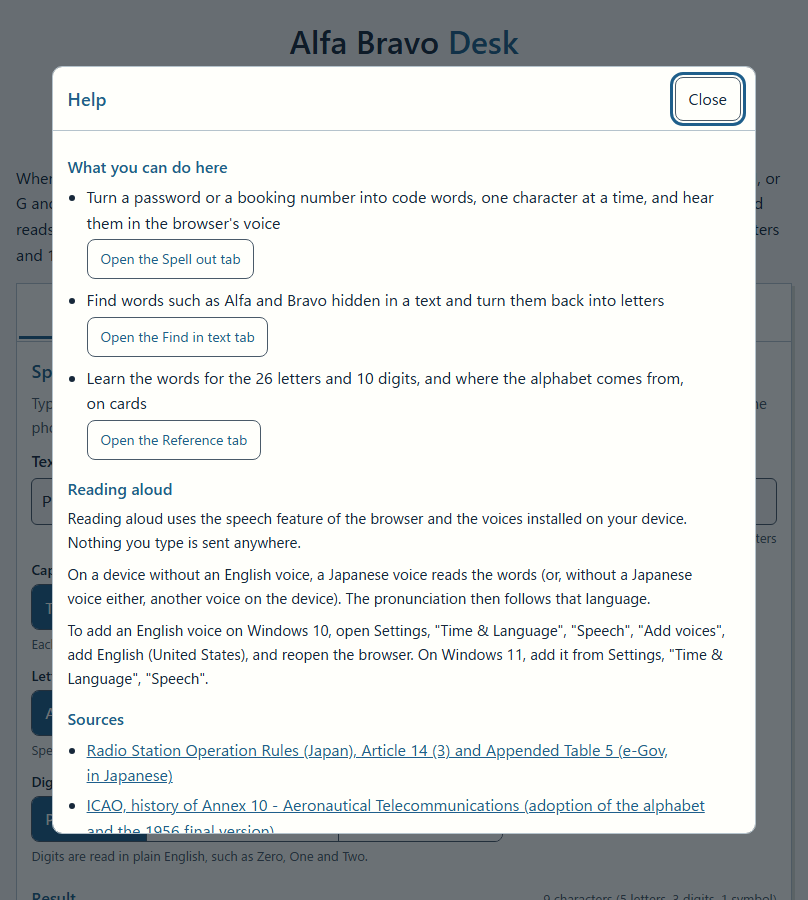 Alfa Bravo Desk
Help
Close
What you can do here
Turn a password or a booking number into code words, one character at a time, and hear
them in the browser's voice
Open the Spell out tab
Find words such as Alfa and Bravo hidden in a text and turn them back into letters
Open the Find in text tab
Learn the words for the 26 letters and 10 digits, and where the alphabet comes from,
on cards
Open the Reference tab
Reading aloud
Reading aloud uses the speech feature of the browser and the voices installed on your device.
Nothing you type is sent anywhere.
On a device without an English voice, a Japanese voice reads the words (or, without a Japanese
voice either, another voice on the device). The pronunciation then follows that language.
To add an English voice on Windows 10, open Settings, "Time & Language", "Speech", "Add voices",
add English (United States), and reopen the browser. On Windows 11, add it from Settings, "Time &
Language", "Speech".
Sources
Radio Station Operation Rules (Japan), Article 14 (3) and Appended Table 5 (e-Gov,
in Japanese)
ICAO, history of Annex 10 - Aeronautical Telecommunications (adoption of the alphabet
and the 1956 final version)
Digits are read in plain English, such as Zero, One and Two.
Result
9 characters (5 letters, 3 digits, 1 symbol)